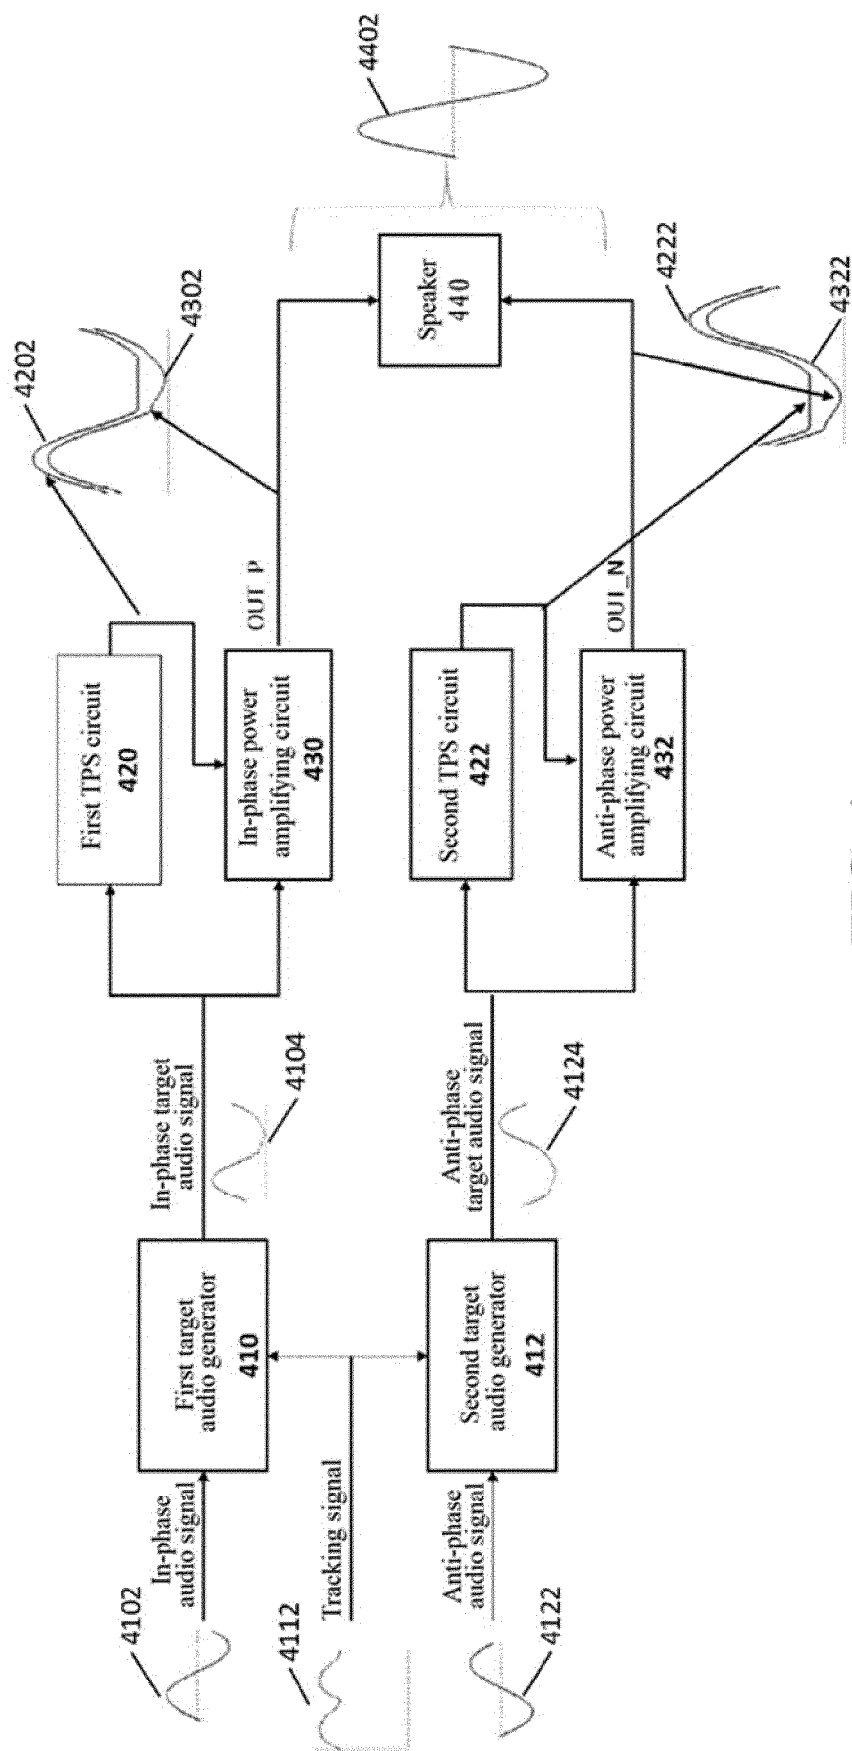 4102
In-phase
audio signal
4112
Tracking signal
Anti-phase
audio signal
4122
First target
audio generator
410
Second target
audio generator
412
In-phase target
audio signal
4104
Anti-phase
target audio signal
4124
First TPS circuit
420
In-phase power
amplifying circuit
430
Second TPS circuit
422
Anti-phase power
amplifying circuit
432
OUT_P
OUT_N
4202
4302
Speaker
440
4222
4322
4402